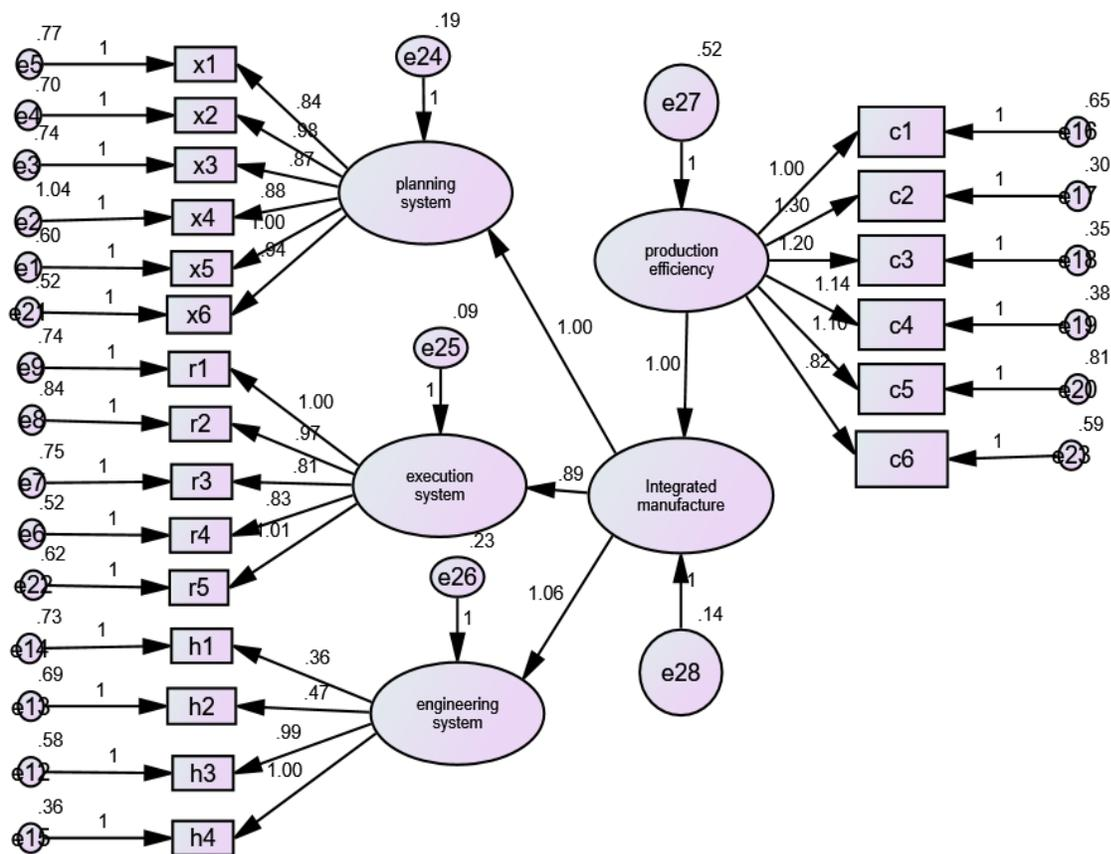 .77
e5
1
x1
.70
e4
1
x2
.74
e3
1
x3
1.04
e2
1
x4
.60
e1
1
x5
.52
e21
1
x6
.84
.98
.87
.88
1.00
.94
.19
e24
1
planning
system
.74
e9
1
r1
.84
e8
1
r2
.75
e7
1
r3
.52
e6
1
r4
.62
e22
1
r5
1.00
.97
.81
.83
1.01
.09
e25
1
execution
system
.73
e14
1
h1
.69
e13
1
h2
.58
e12
1
h3
.36
e15
1
h4
.36
.47
.99
1.00
.23
e26
1
engineering
system
1.00
.89
1.06
Integrated
manufacture
1
.14
e28
.52
e27
1
production
efficiency
1.00
1.00
1.30
1.20
1.14
1.10
.82
c1
1
.65
e16
c2
1
.30
e17
c3
1
.35
e18
c4
1
.38
e19
c5
1
.81
e20
c6
1
.59
e23